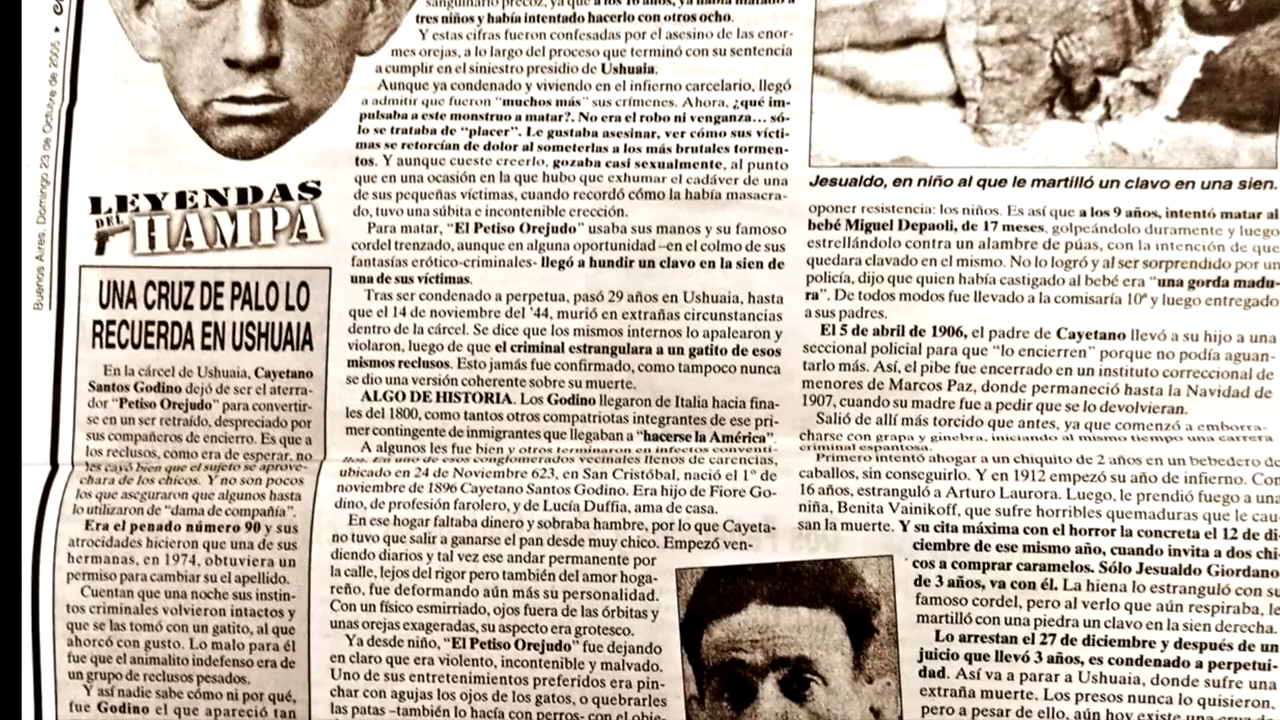 Buenos Aires, Domingo 23 de Octubre de 2005
LEYENDAS
DEL
HAMPA
UNA CRUZ DE PALO LO
RECUERDA EN USHUAIA
En la cárcel de Ushuaia, Cayetano
Santos Godino dejó de ser el aterra-
dor "Petiso Orejudo" para convertir-
se en un ser retraído, despreciado por
sus compañeros de encierro. Es que a
los reclusos, como era de esperar, no
les cayó bien que el sujeto se aprove-
chara de los chicos. Y no son pocos
los que aseguraron que algunos hasta
lo utilizaron de "dama de compañía".
Era el penado número 90 y sus
atrocidades hicieron que una de sus
hermanas, en 1974, obtuviera un
permiso para cambiar su el apellido.
Cuentan que una noche sus instin-
tos criminales volvieron intactos y
que se las tomó con un gatito, al que
ahorcó con gusto. Lo malo para él
fue que el animalito indefenso era de
un grupo de reclusos pesados.
Y así nadie sabe cómo ni por qué,
fue Godino el que apareció tan
sanguinario precoz, ya que a los 16 años, ya había matado a
tres niños y había intentado hacerlo con otros ocho.
Y estas cifras fueron confesadas por el asesino de las enor-
mes orejas, a lo largo del proceso que terminó con su sentencia
a cumplir en el siniestro presidio de Ushuaia.
Aunque ya condenado y viviendo en el infierno carcelario, llegó
a admitir que fueron "muchos más" sus crímenes. Ahora, ¿qué im-
pulsaba a este monstruo a matar?. No era el robo ni venganza... só-
lo se trataba de "placer". Le gustaba asesinar, ver cómo sus vícti-
mas se retorcían de dolor al someterlas a los más brutales tormen-
tos. Y aunque cueste creerlo, gozaba casi sexualmente, al punto
que en una ocasión en la que hubo que exhumar el cadáver de una
de sus pequeñas víctimas, cuando recordó cómo la había masacra-
do, tuvo una súbita e incontenible erección.
Para matar, "El Petiso Orejudo" usaba sus manos y su famoso
cordel trenzado, aunque en alguna oportunidad –en el colmo de sus
fantasías erótico-criminales- llegó a hundir un clavo en la sien de
una de sus víctimas.
Tras ser condenado a perpetua, pasó 29 años en Ushuaia, hasta
que el 14 de noviembre del '44, murió en extrañas circunstancias
dentro de la cárcel. Se dice que los mismos internos lo apalearon y
violaron, luego de que el criminal estrangulara a un gatito de esos
mismos reclusos. Esto jamás fue confirmado, como tampoco nunca
se dio una versión coherente sobre su muerte.
ALGO DE HISTORIA. Los Godino llegaron de Italia hacia fina-
les del 1800, como tantos otros compatriotas integrantes de ese pri-
mer contingente de inmigrantes que llegaban a "hacerse la América".
A algunos les fue bien y otros terminaron en infectos conventi-
llos. En uno de esos conglomerados vecinales llenos de carencias,
ubicado en 24 de Noviembre 623, en San Cristóbal, nació el 1º de
noviembre de 1896 Cayetano Santos Godino. Era hijo de Fiore Go-
dino, de profesión farolero, y de Lucía Duffia, ama de casa.
En ese hogar faltaba dinero y sobraba hambre, por lo que Cayeta-
no tuvo que salir a ganarse el pan desde muy chico. Empezó ven-
diendo diarios y tal vez ese andar permanente por
la calle, lejos del rigor pero también del amor hoga-
reño, fue deformando aún más su personalidad.
Con un físico esmirriado, ojos fuera de las órbitas y
unas orejas exageradas, su aspecto era grotesco.
Ya desde niño, "El Petiso Orejudo" fue dejando
en claro que era violento, incontenible y malvado.
Uno de sus entretenimientos preferidos era pin-
char con agujas los ojos de los gatos, o quebrarles
las patas –también lo hacía con perros- con el obje-
Jesualdo, en niño al que le martilló un clavo en una sien.
oponer resistencia: los niños. Es así que a los 9 años, intentó matar al
bebé Miguel Depaoli, de 17 meses, golpeándolo duramente y luego
estrellándolo contra un alambre de púas, con la intención de que
quedara clavado en el mismo. No lo logró y al ser sorprendido por un
policía, dijo que quien había castigado al bebé era "una gorda madu-
ra". De todos modos fue llevado a la comisaría 10ª y luego entregado
a sus padres.
El 5 de abril de 1906, el padre de Cayetano llevó a su hijo a una
seccional policial para que "lo encierren" porque no podía aguan-
tarlo más. Así, el pibe fue encerrado en un instituto correccional de
menores de Marcos Paz, donde permaneció hasta la Navidad de
1907, cuando su madre fue a pedir que se lo devolvieran.
Salió de allí más torcido que antes, ya que comenzó a emborra-
charse con grapa y ginebra, iniciando al mismo tiempo una carrera
criminal espantosa.
Primero intentó ahogar a un chiquito de 2 años en un bebedero de
caballos, sin conseguirlo. Y en 1912 empezó su año de infierno. Con
16 años, estranguló a Arturo Laurora. Luego, le prendió fuego a una
niña, Benita Vainikoff, que sufre horribles quemaduras que le cau-
san la muerte. Y su cita máxima con el horror la concreta el 12 de di-
ciembre de ese mismo año, cuando invita a dos chi-
cos a comprar caramelos. Sólo Jesualdo Giordano
de 3 años, va con él. La hiena lo estranguló con su
famoso cordel, pero al verlo que aún respiraba, le
martilló con una piedra un clavo en la sien derecha.
Lo arrestan el 27 de diciembre y después de un
juicio que llevó 3 años, es condenado a perpetui-
dad. Así va a parar a Ushuaia, donde sufre una
extraña muerte. Los presos nunca lo quisieron,
pero a pesar de ello, aún hoy existe una cruz de